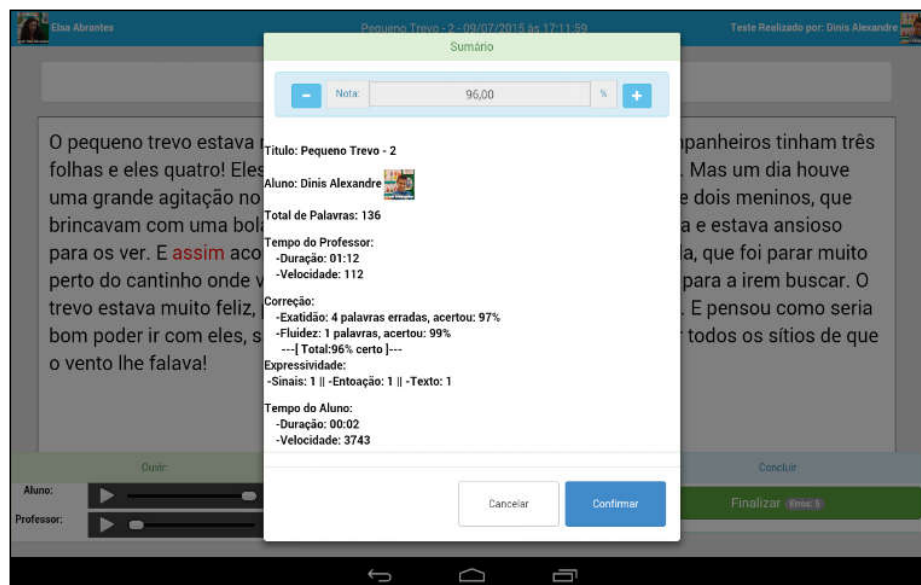 Elsa Abrantes
Pequeno Trevo - 2 - 09/07/2015 às 17:11:59
Teste Realizado por: Dinis Alexandre
Sumário
- Nota: 96,00 % +
Título: Pequeno Trevo - 2
Aluno: Dinis Alexandre
Total de Palavras: 136
Tempo do Professor:
-Duração: 01:12
-Velocidade: 112
Correção:
-Exatidão: 4 palavras erradas, acertou: 97%
-Fluidez: 1 palavras, acertou: 99%
---[ Total:96% certo ]---
Expressividade:
-Sinais: 1 || -Entoação: 1 || -Texto: 1
Tempo do Aluno:
-Duração: 00:02
-Velocidade: 3743
Cancelar
Confirmar
O pequeno trevo estava panheiros tinham três
folhas e eles quatro! Eles . Mas um dia houve
uma grande agitação no e dois meninos, que
brincavam com uma bola a e estava ansioso
para os ver. E assim aco la, que foi parar muito
perto do cantinho onde para a irem buscar. O
trevo estava muito feliz, . E pensou como seria
bom poder ir com eles, s r todos os sítios de que
o vento lhe falava!
Ouvir:
Concluir
Aluno:
Professor:
Finalizar Erros: 5